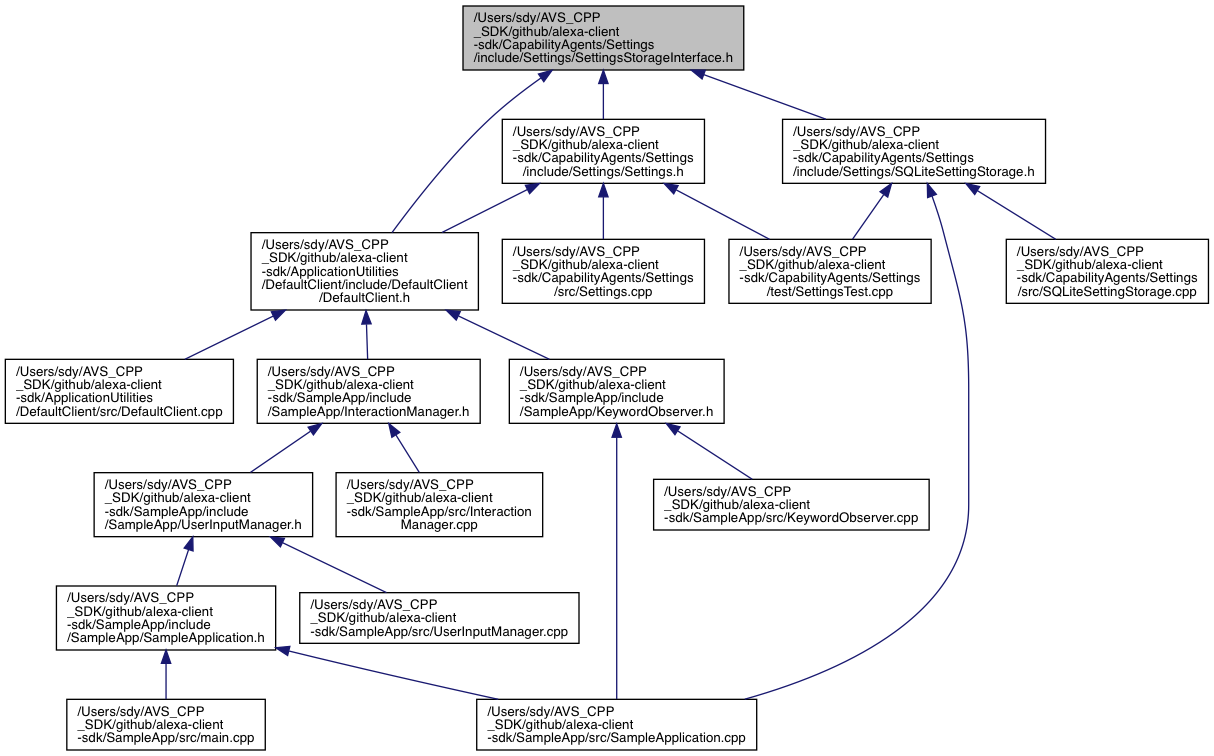 /Users/sdy/AVS_CPP
_SDK/github/alexa-client
-sdk/CapabilityAgents/Settings
/include/Settings/SettingsStorageInterface.h
/Users/sdy/AVS_CPP
_SDK/github/alexa-client
-sdk/CapabilityAgents/Settings
/include/Settings/Settings.h
/Users/sdy/AVS_CPP
_SDK/github/alexa-client
-sdk/CapabilityAgents/Settings
/include/Settings/SQLiteSettingStorage.h
/Users/sdy/AVS_CPP
_SDK/github/alexa-client
-sdk/ApplicationUtilities
/DefaultClient/include/DefaultClient
/DefaultClient.h
/Users/sdy/AVS_CPP
_SDK/github/alexa-client
-sdk/CapabilityAgents/Settings
/src/Settings.cpp
/Users/sdy/AVS_CPP
_SDK/github/alexa-client
-sdk/CapabilityAgents/Settings
/test/SettingsTest.cpp
/Users/sdy/AVS_CPP
_SDK/github/alexa-client
-sdk/CapabilityAgents/Settings
/src/SQLiteSettingStorage.cpp
/Users/sdy/AVS_CPP
_SDK/github/alexa-client
-sdk/ApplicationUtilities
/DefaultClient/src/DefaultClient.cpp
/Users/sdy/AVS_CPP
_SDK/github/alexa-client
-sdk/SampleApp/include
/SampleApp/InteractionManager.h
/Users/sdy/AVS_CPP
_SDK/github/alexa-client
-sdk/SampleApp/include
/SampleApp/KeywordObserver.h
/Users/sdy/AVS_CPP
_SDK/github/alexa-client
-sdk/SampleApp/include
/SampleApp/UserInputManager.h
/Users/sdy/AVS_CPP
_SDK/github/alexa-client
-sdk/SampleApp/src/Interaction
Manager.cpp
/Users/sdy/AVS_CPP
_SDK/github/alexa-client
-sdk/SampleApp/src/KeywordObserver.cpp
/Users/sdy/AVS_CPP
_SDK/github/alexa-client
-sdk/SampleApp/include
/SampleApp/SampleApplication.h
/Users/sdy/AVS_CPP
_SDK/github/alexa-client
-sdk/SampleApp/src/UserInputManager.cpp
/Users/sdy/AVS_CPP
_SDK/github/alexa-client
-sdk/SampleApp/src/main.cpp
/Users/sdy/AVS_CPP
_SDK/github/alexa-client
-sdk/SampleApp/src/SampleApplication.cpp